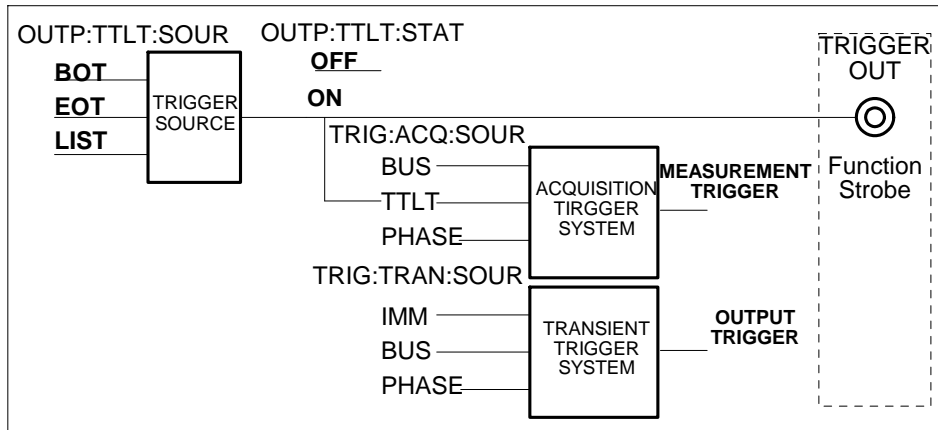 OUTP:TTLT:SOUR
OUTP:TTLT:STAT
TRIGGER
OUT
OFF
BOT
EOT
LIST
TRIGGER
SOURCE
ON
TRIG:ACQ:SOUR
BUS
TTLT
PHASE
ACQUISITION
TIRGGER
SYSTEM
MEASUREMENT
TRIGGER
Function
Strobe
TRIG:TRAN:SOUR
IMM
BUS
PHASE
TRANSIENT
TRIGGER
SYSTEM
OUTPUT
TRIGGER